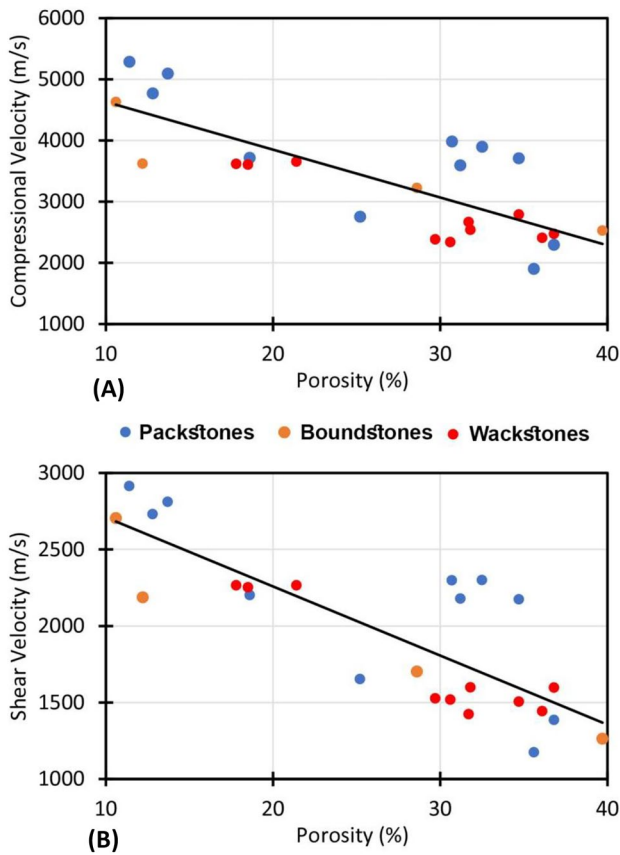 6000
5000
4000
3000
2000
1000
Compressional Velocity (m/s)
10 20 30 40
Porosity (%)
(A)
Packstones Boundstones Wackstones
3000
2500
2000
1500
1000
Shear Velocity (m/s)
10 20 30 40
Porosity (%)
(B)